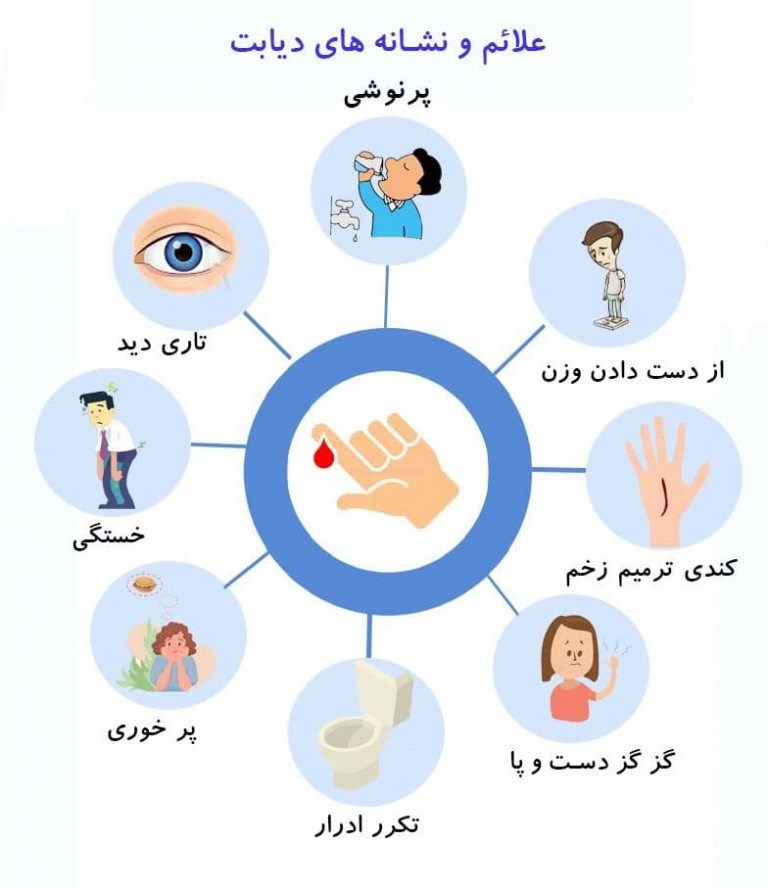 علائم و نشانه های دیابت
پرنوشی
از دست دادن وزن
کندی ترمیم زخم
گز گز دست و پا
تکرر ادرار
پر خوری
خستگی
تاری دید